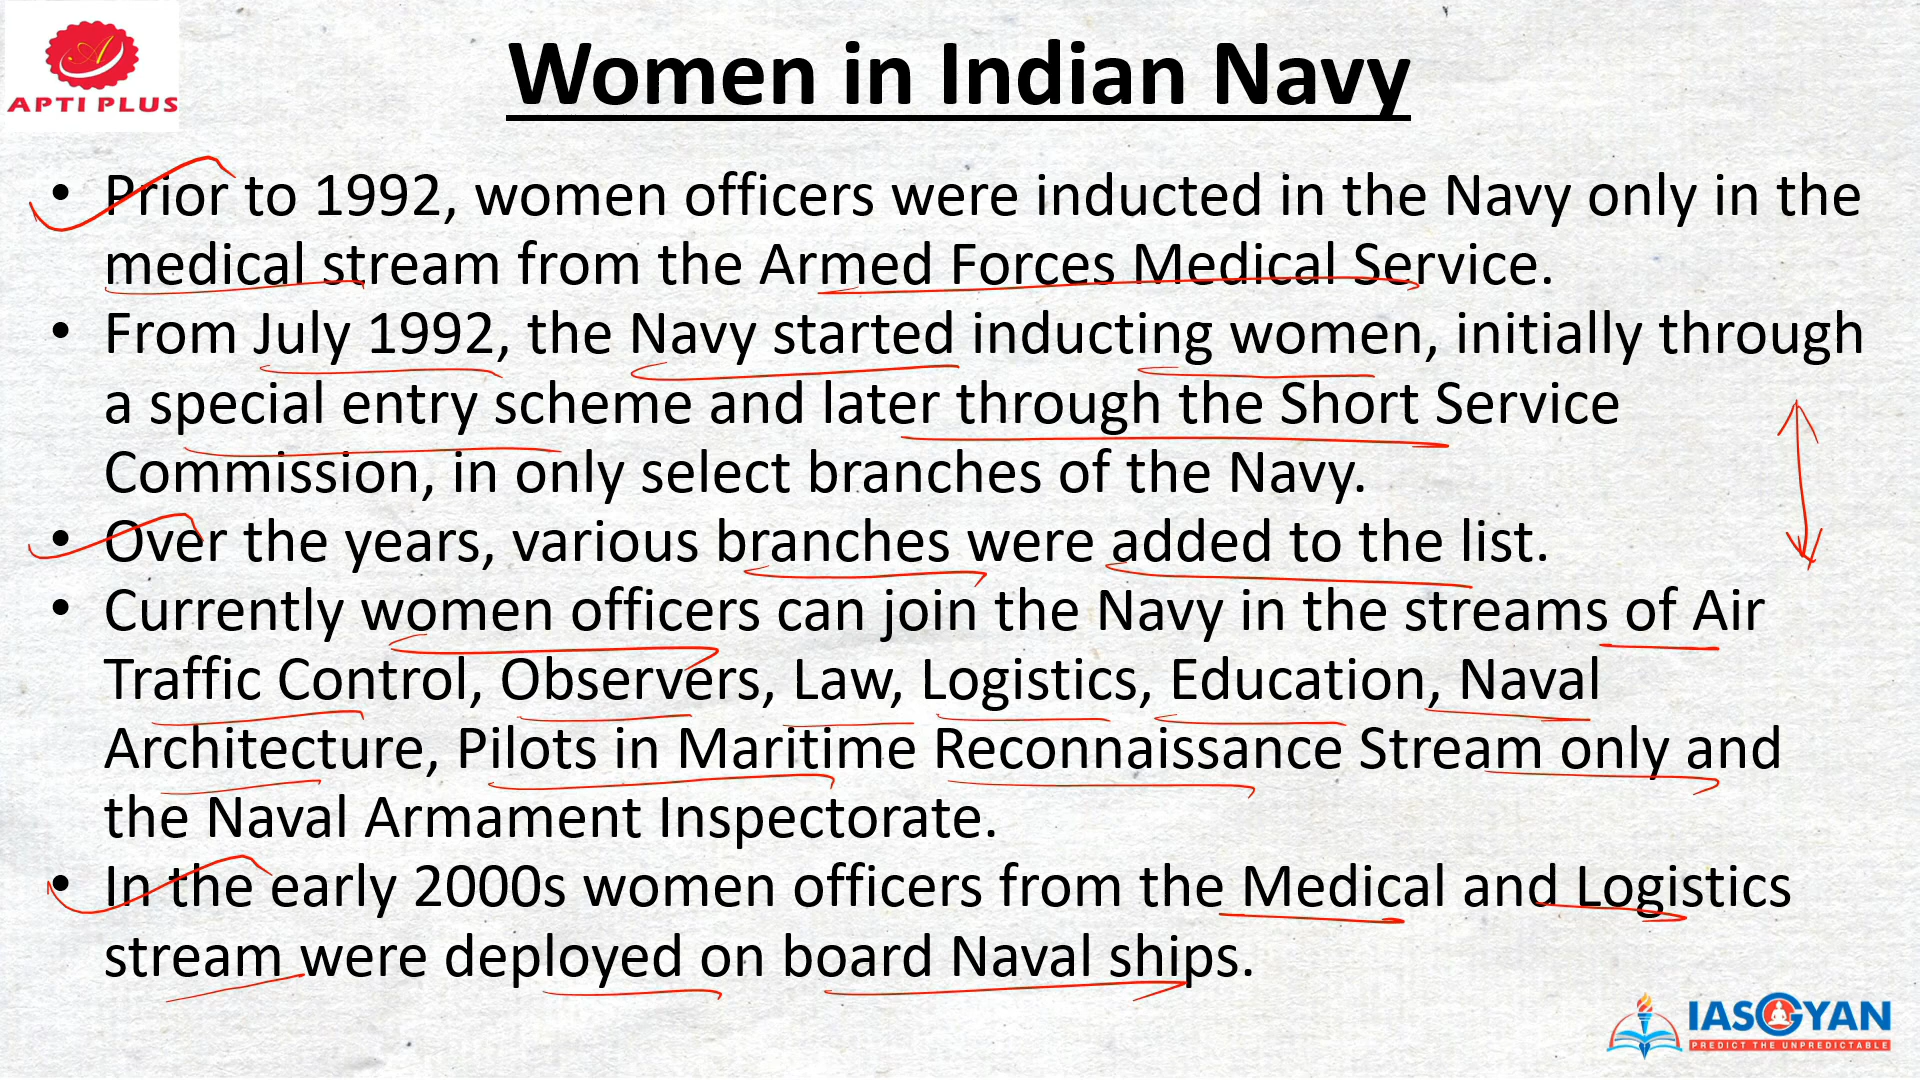 A
APTI PLUS
Women in Indian Navy
• Prior to 1992, women officers were inducted in the Navy only in the
medical stream from the Armed Forces Medical Service.
• From July 1992, the Navy started inducting women, initially through
a special entry scheme and later through the Short Service
Commission, in only select branches of the Navy.
• Over the years, various branches were added to the list.
• Currently women officers can join the Navy in the streams of Air
Traffic Control, Observers, Law, Logistics, Education, Naval
Architecture, Pilots in Maritime Reconnaissance Stream only and
the Naval Armament Inspectorate.
• In the early 2000s women officers from the Medical and Logistics
stream were deployed on board Naval ships.
IASGYAN
PREDICT THE UNPREDICTABLE